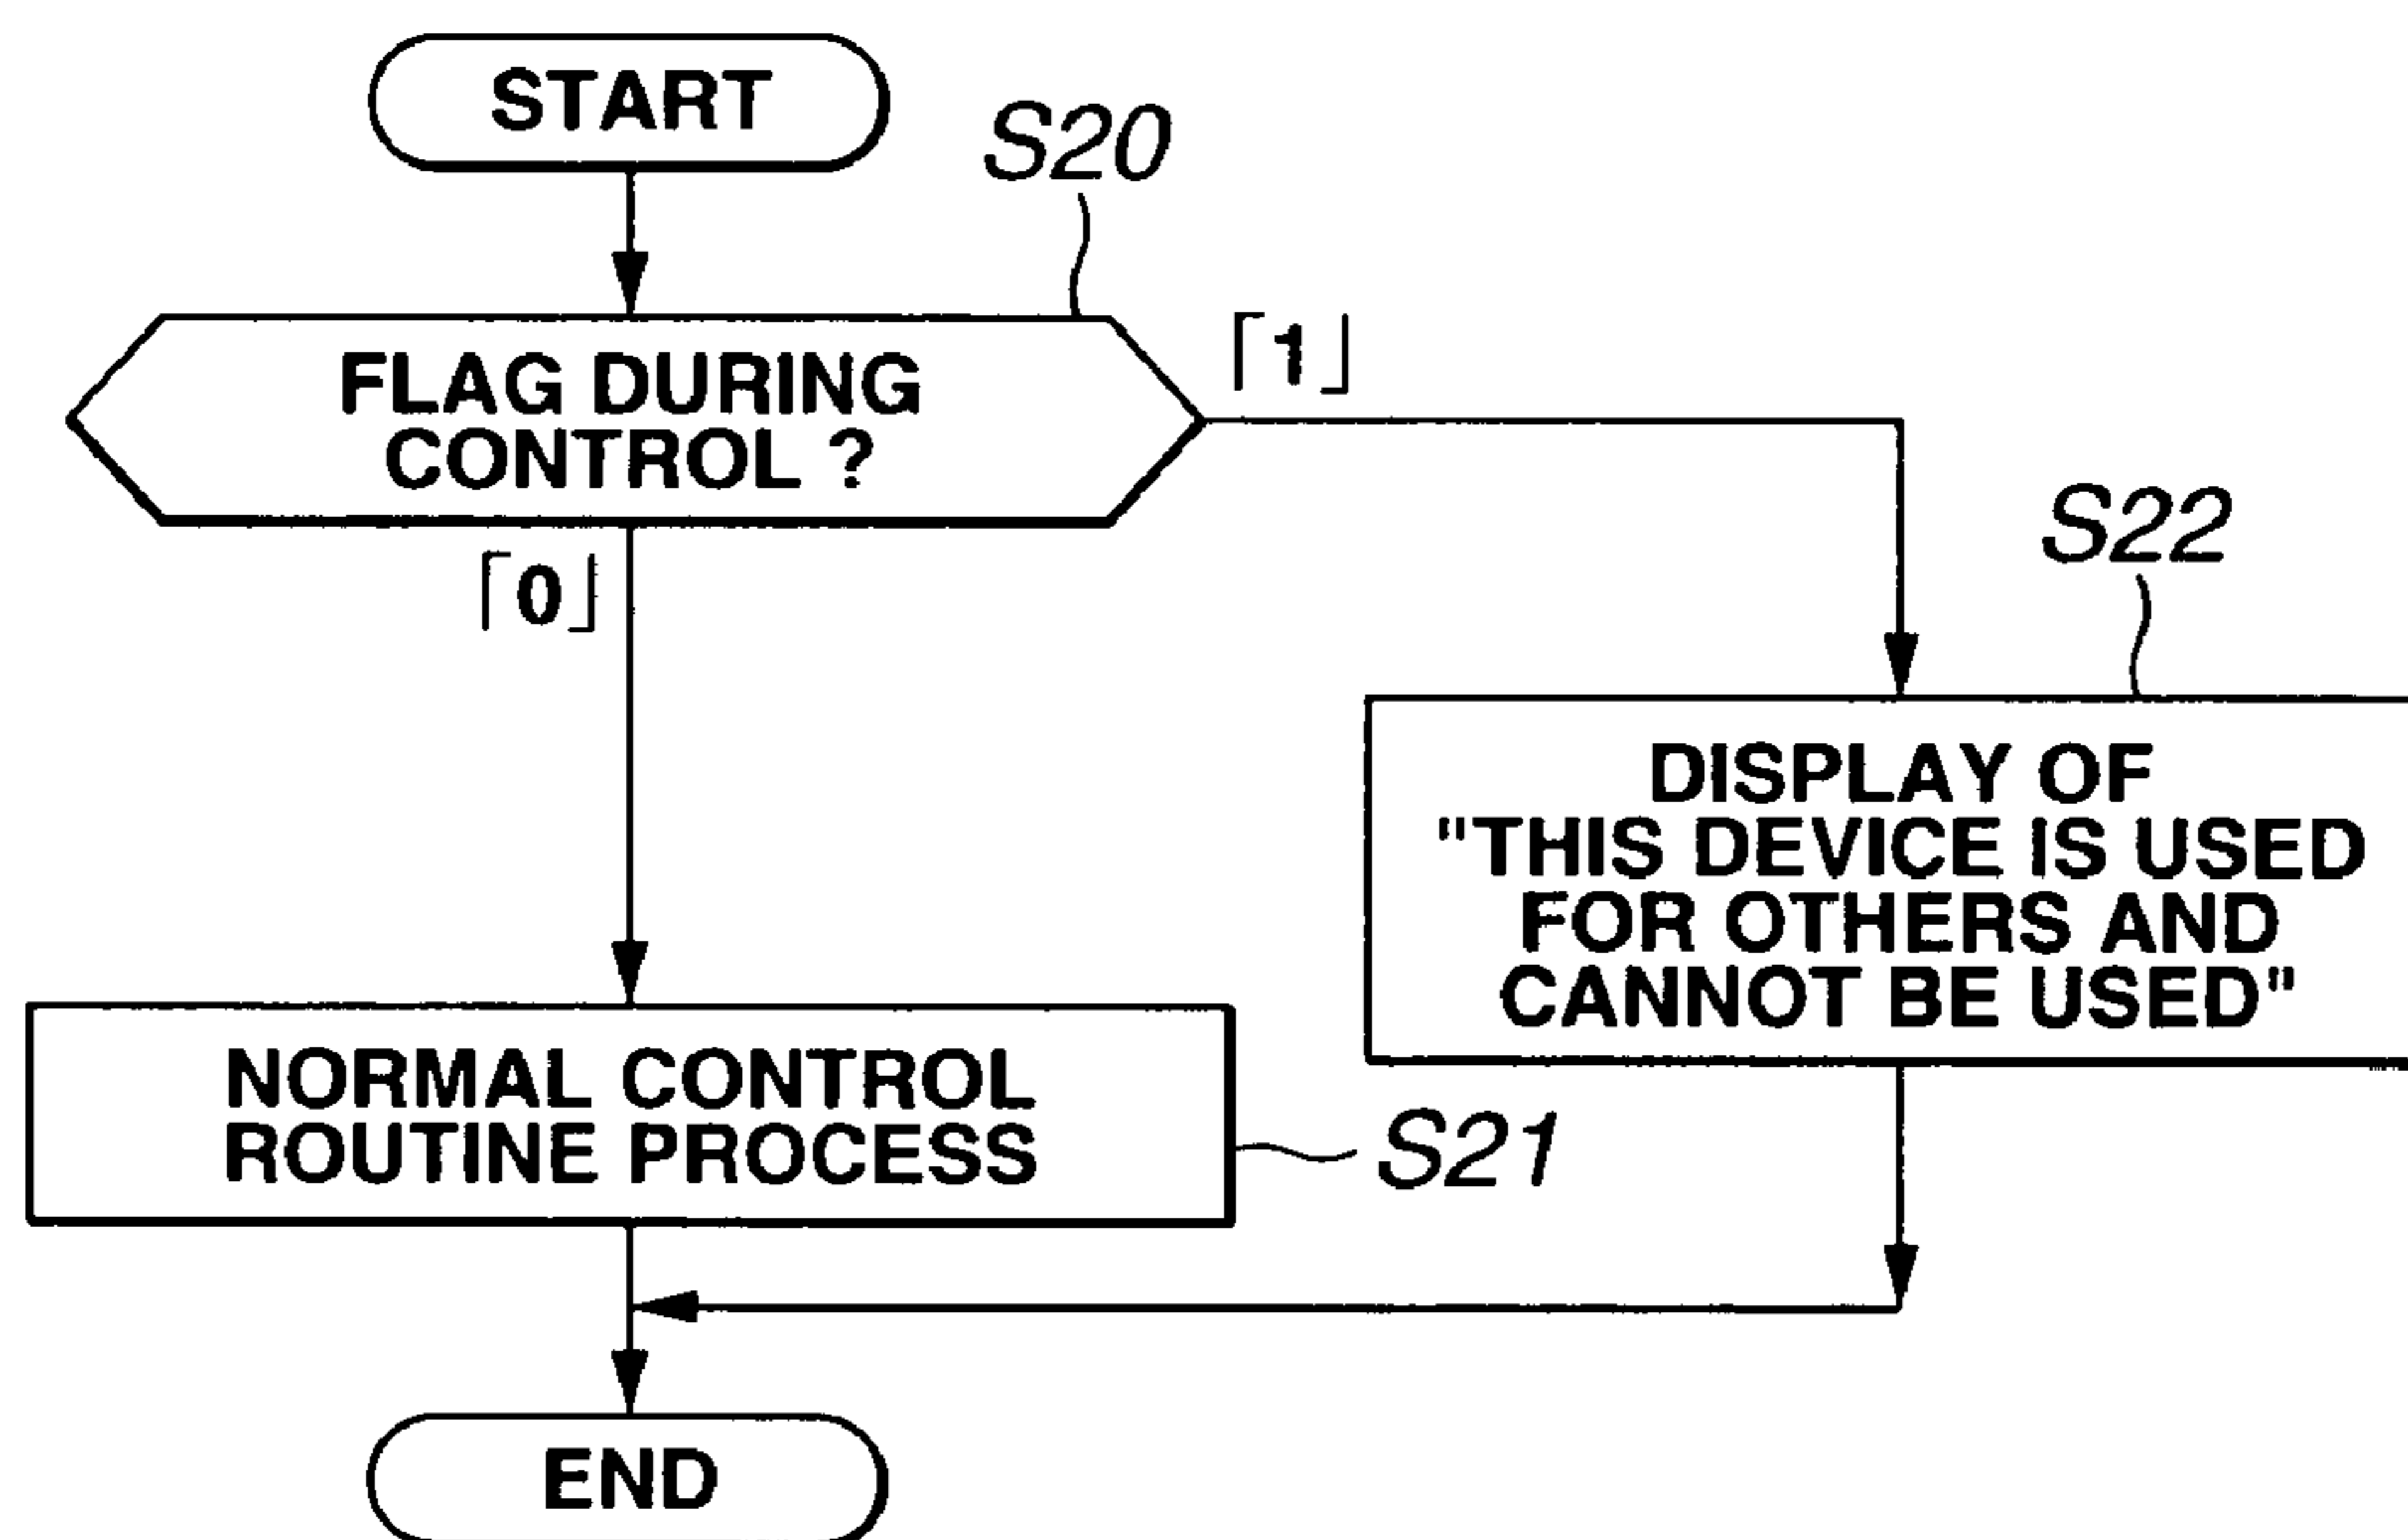 START
S20
FLAG DURING
CONTROL ?
「1」
「0」
S22
DISPLAY OF
"THIS DEVICE IS USED
FOR OTHERS AND
CANNOT BE USED"
NORMAL CONTROL
ROUTINE PROCESS
S21
END